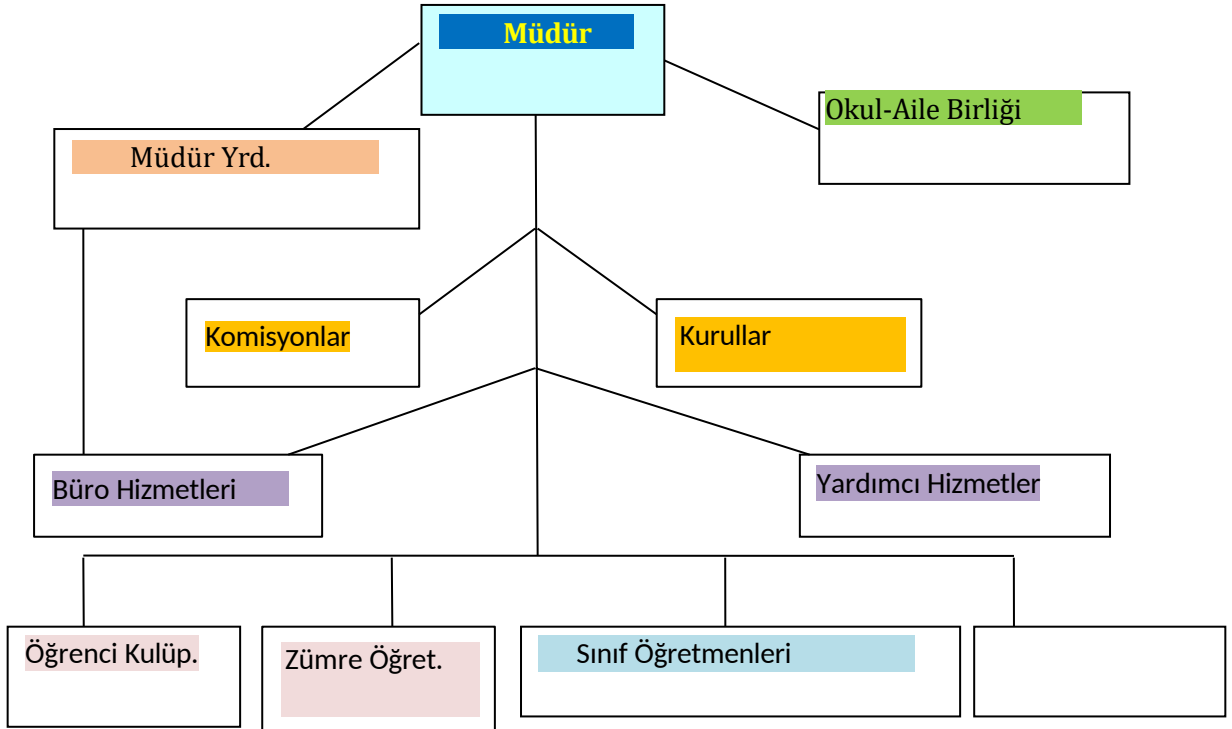 Müdür
Okul-Aile Birliği
Müdür Yrd.
Komisyonlar
Kurullar
Büro Hizmetleri
Yardımcı Hizmetler
Öğrenci Kulüp.
Zümre Öğret.
Sınıf Öğretmenleri